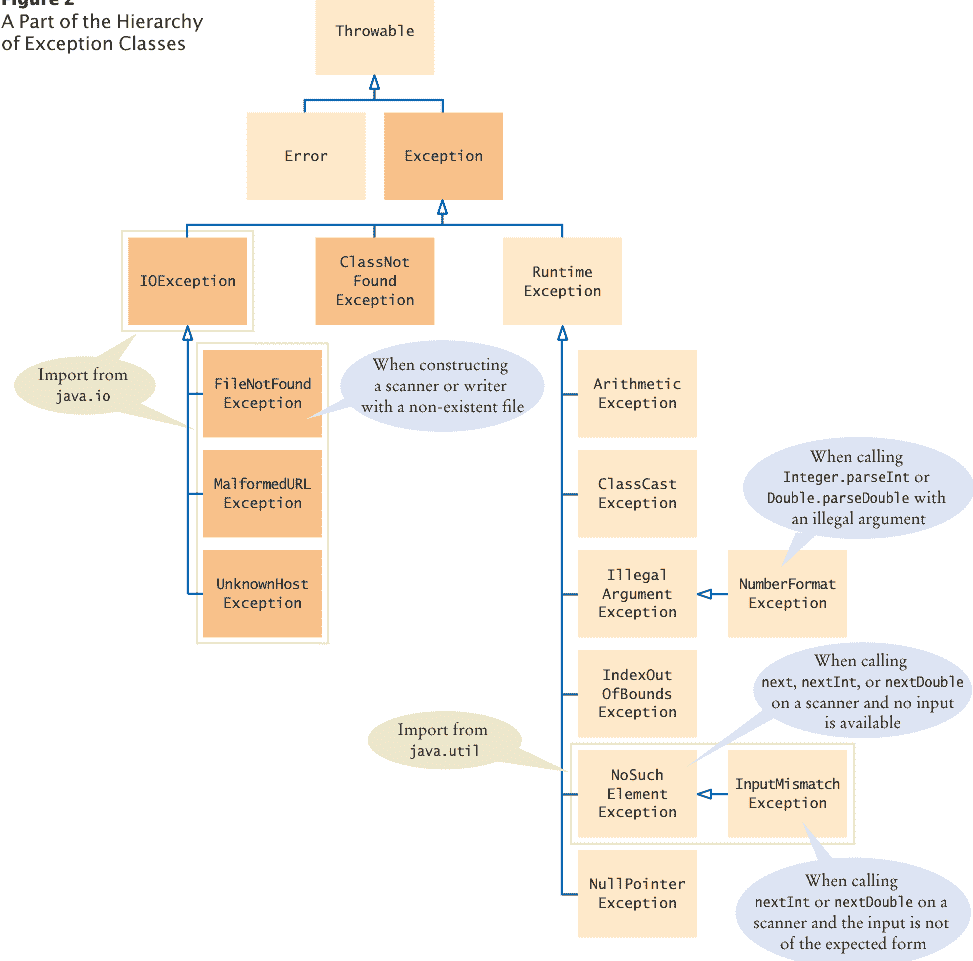 Figure 2
A Part of the Hierarchy
of Exception Classes
Throwable
Error
Exception
IOException
ClassNot
Found
Exception
Runtime
Exception
Import from
java.io
FileNotFound
Exception
When constructing
a scanner or writer
with a non-existent file
Arithmetic
Exception
MalformedURL
Exception
ClassCast
Exception
When calling
Integer.parseInt or
Double.parseDouble with
an illegal argument
UnknownHost
Exception
Illegal
Argument
Exception
NumberFormat
Exception
IndexOut
OfBounds
Exception
When calling
next, nextInt, or nextDouble
on a scanner and no input
is available
Import from
java.util
NoSuch
Element
Exception
InputMismatch
Exception
NullPointer
Exception
When calling
nextInt or nextDouble on a
scanner and the input is not
of the expected form